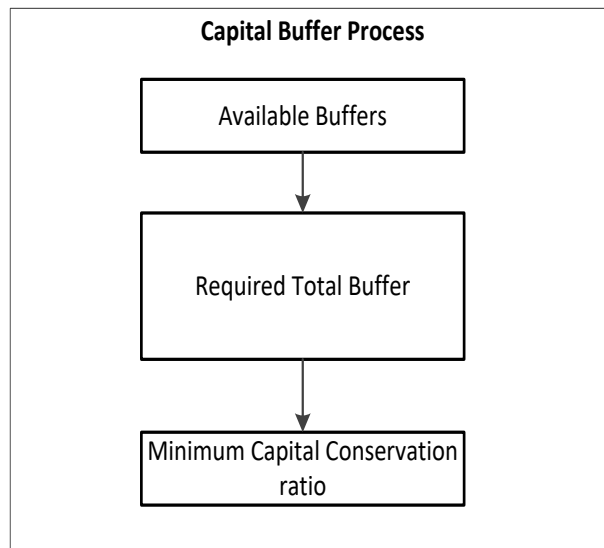 Capital Buffer Process
Available Buffers
Required Total Buffer
Minimum Capital Conservation
ratio